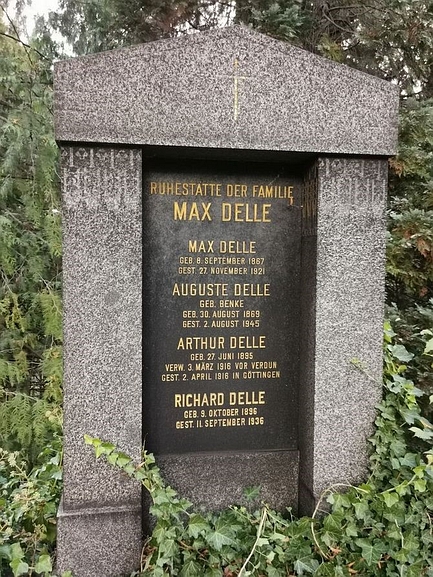 RUHESTÄTTE DER FAMILIE
MAX DELLE
MAX DELLE
GEB. 8. SEPTEMBER 1867
GEST. 27. NOVEMBER 1921
AUGUSTE DELLE
GEB. BENKE
GEB. 30. AUGUST 1869
GEST. 2. AUGUST 1945
ARTHUR DELLE
GEB. 27. JUNI 1895
VERW. 3. MÄRZ 1916 VOR VERDUN
GEST. 2. APRIL 1916 IN GÖTTINGEN
RICHARD DELLE
GEB. 9. OKTOBER 1896
GEST. 11. SEPTEMBER 1936